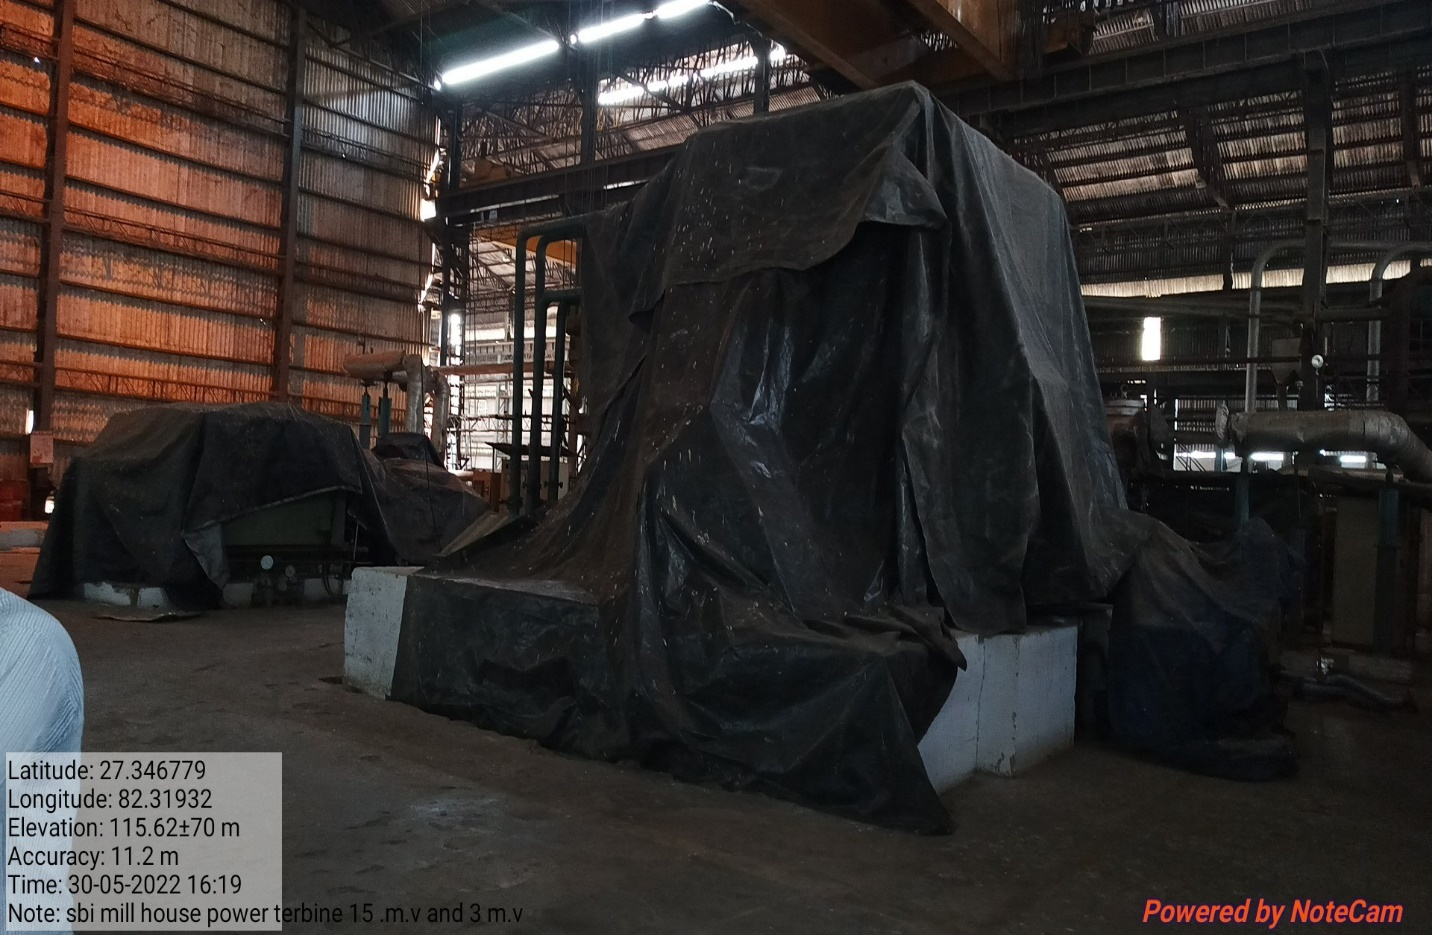 Latitude: 27.346779
Longitude: 82.31932
Elevation: 115.62±70 m
Accuracy: 11.2 m
Time: 30-05-2022 16:19
Note: sbi mill house power terbine 15 .m.v and 3 m.v
Powered by NoteCam